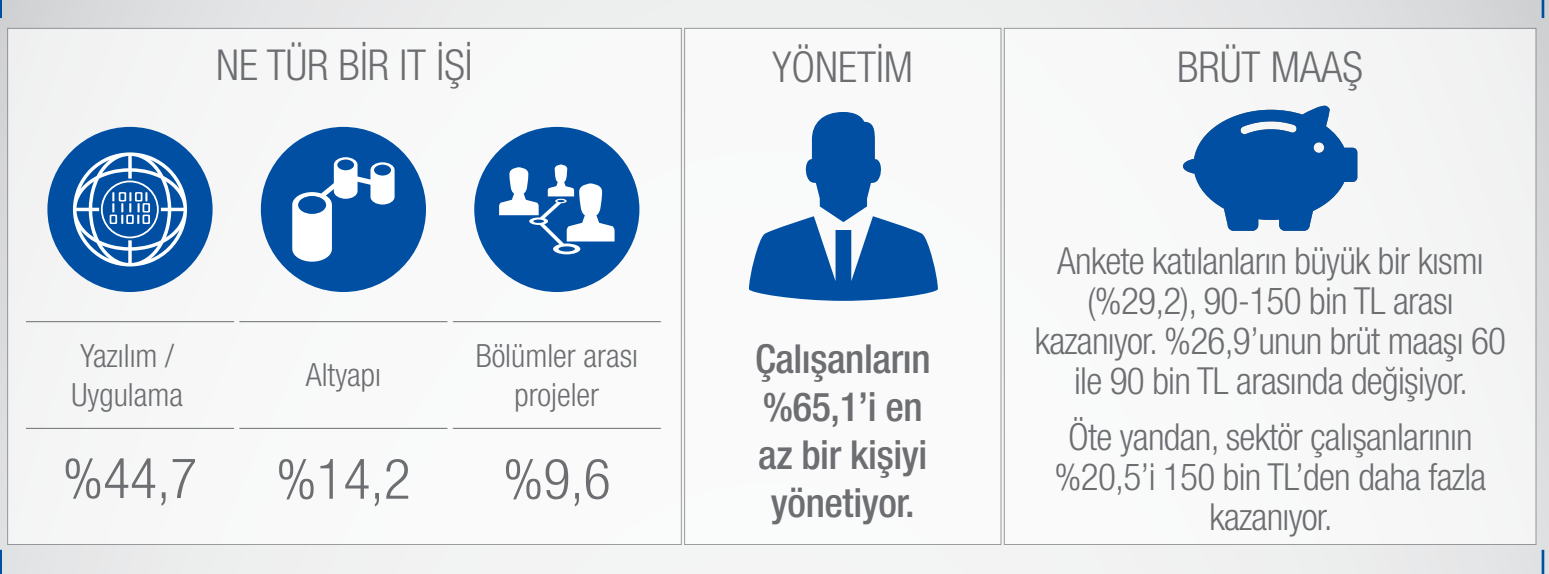 NE TÜR BİR IT İŞİ
10101
11110
01010
Yazılım /
Uygulama
%44,7
Altyapı
%14,2
Bölümler arası
projeler
%9,6
YÖNETİM
Çalışanların
%65,1’i en
az bir kişiyi
yönetiyor.
BRÜT MAAŞ
Ankete katılanların büyük bir kısmı
(%29,2), 90-150 bin TL arası
kazanıyor. %26,9’unun brüt maaşı 60
ile 90 bin TL arasında değişiyor.
Öte yandan, sektör çalışanlarının
%20,5’i 150 bin TL’den daha fazla
kazanıyor.